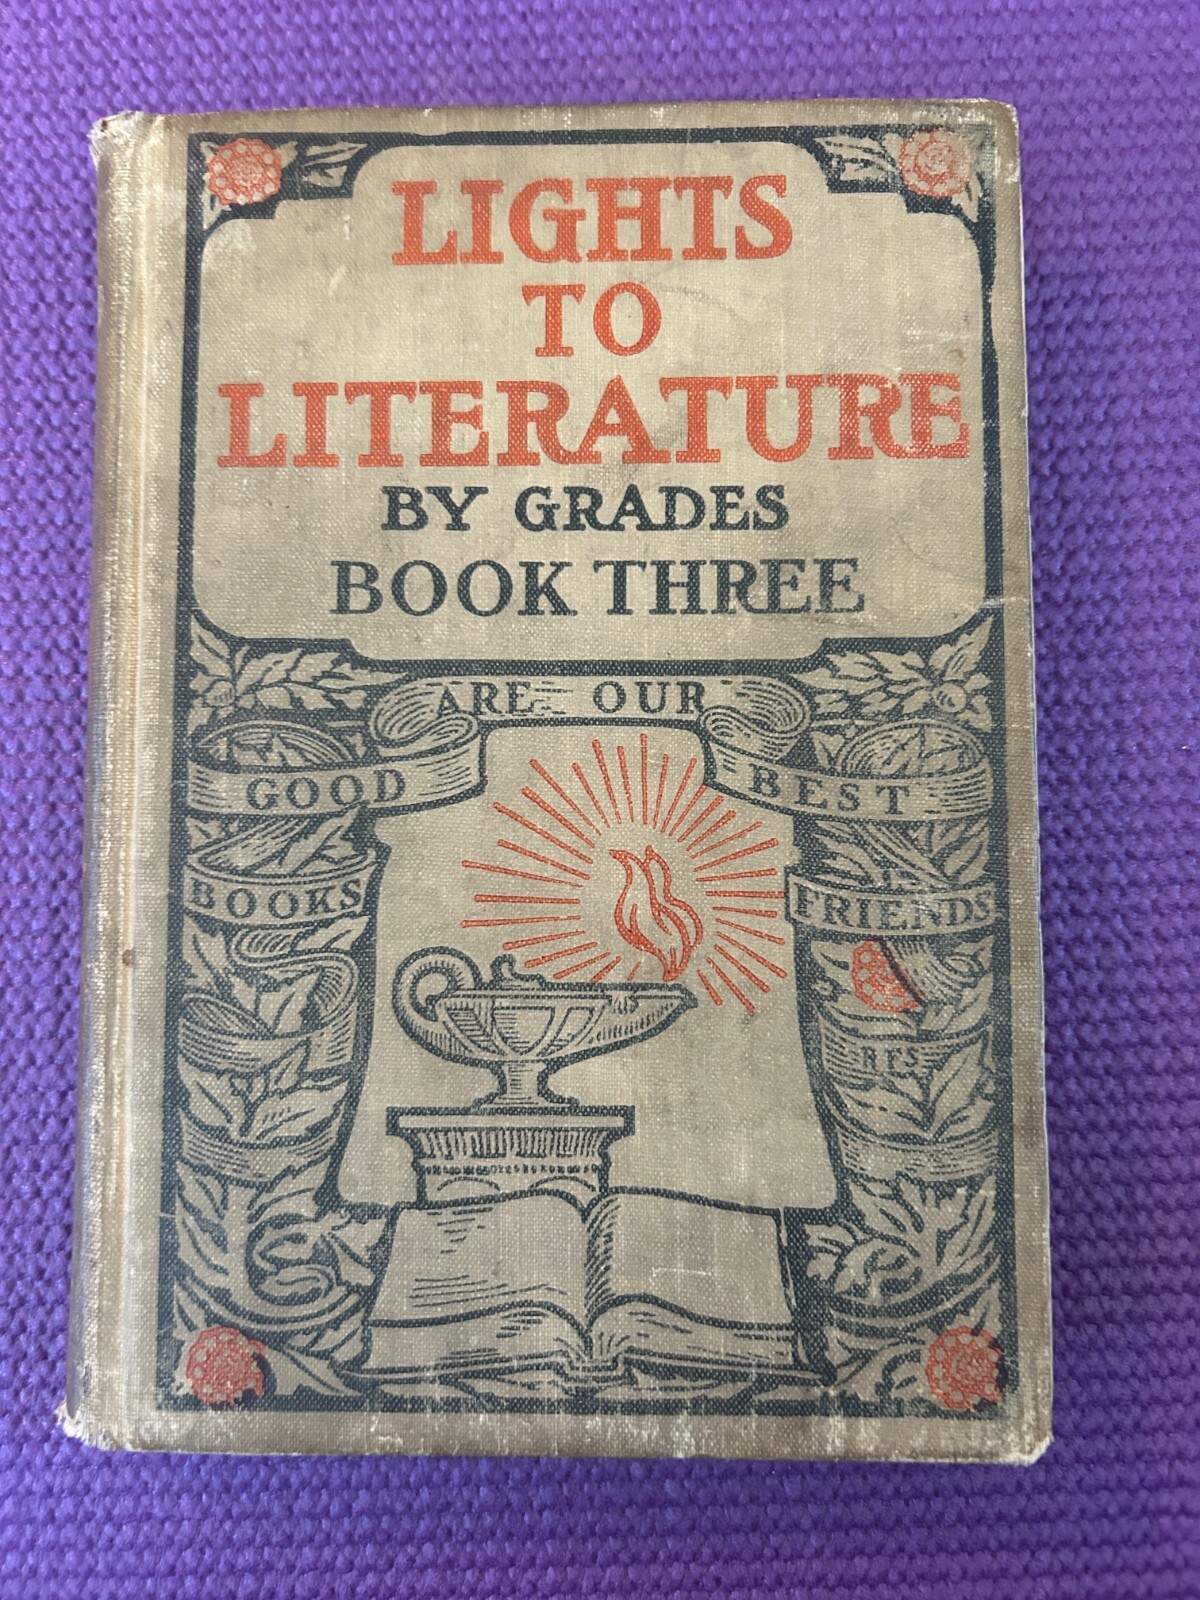 LIGHTS
TO
LITERATURE
BY GRADES
BOOK THREE
GOOD
BOOKS
ARE OUR
BEST
FRIENDS